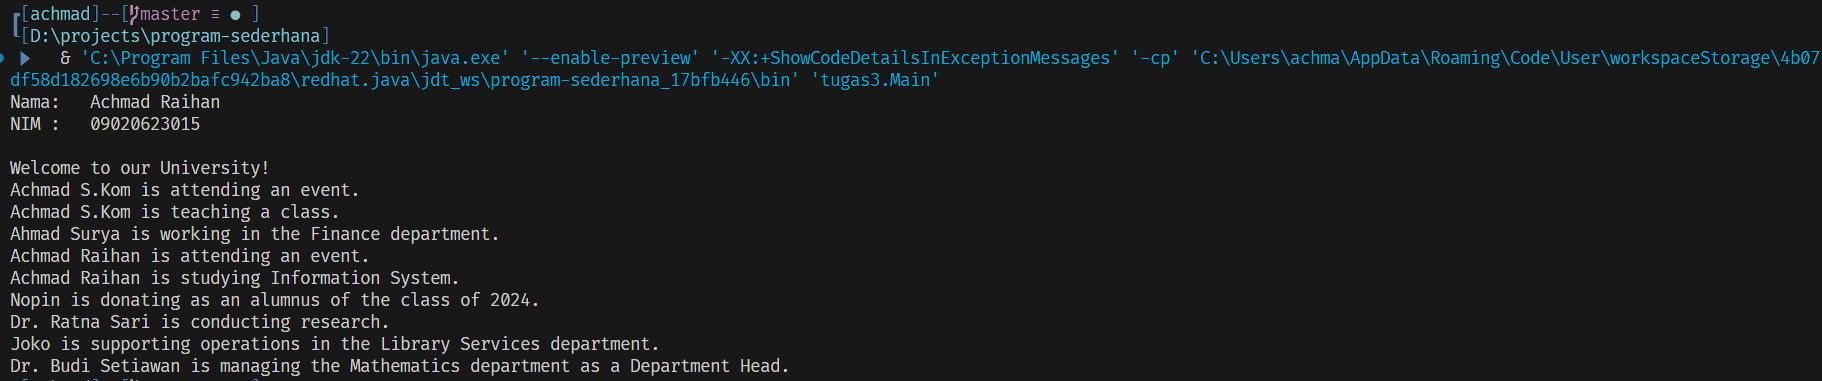 [achmad]--[master ≡ ● ]
[D:\projects\program-sederhana]
& 'C:\Program Files\Java\jdk-22\bin\java.exe' '--enable-preview' '-XX:+ShowCodeDetailsInExceptionMessages' '-cp' 'C:\Users\achma\AppData\Roaming\Code\User\workspaceStorage\4b07
df58d182698e6b90b2bafc942ba8\redhat.java\jdt_ws\program-sederhana_17bfb446\bin' 'tugas3.Main'
Nama:   Achmad Raihan
NIM :   09020623015
Welcome to our University!
Achmad S.Kom is attending an event.
Achmad S.Kom is teaching a class.
Ahmad Surya is working in the Finance department.
Achmad Raihan is attending an event.
Achmad Raihan is studying Information System.
Nopin is donating as an alumnus of the class of 2024.
Dr. Ratna Sari is conducting research.
Joko is supporting operations in the Library Services department.
Dr. Budi Setiawan is managing the Mathematics department as a Department Head.